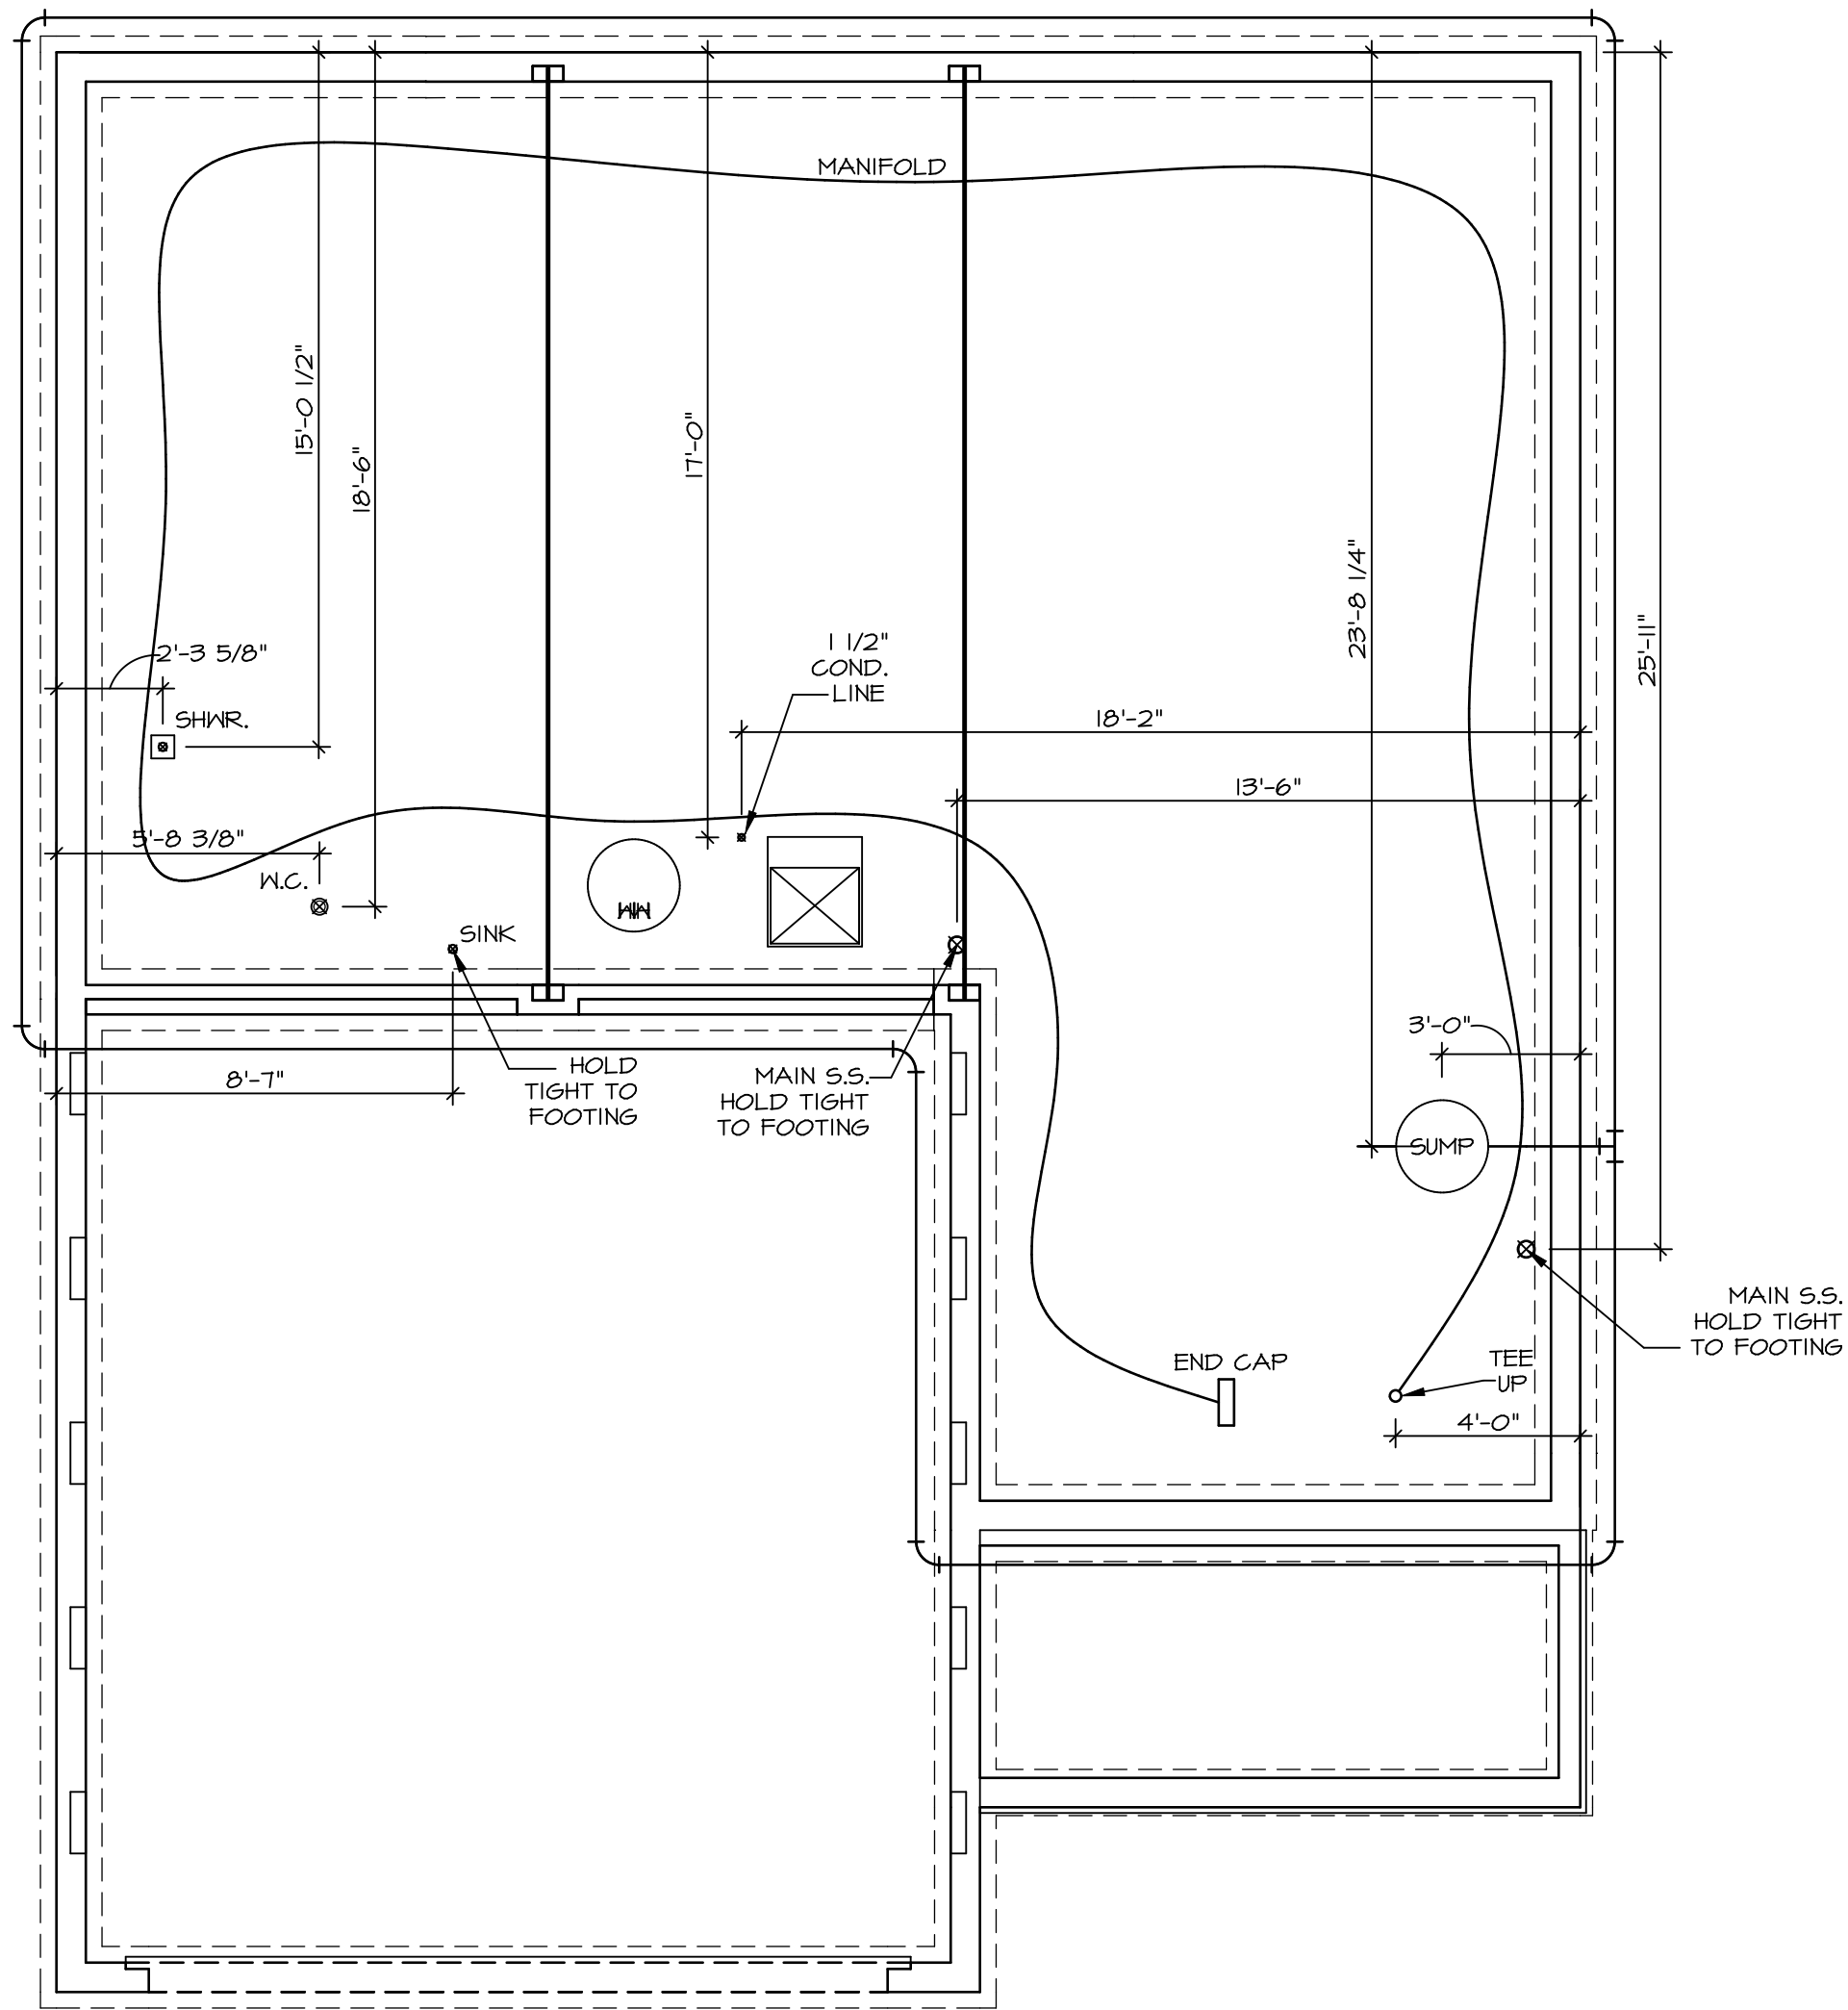 MANIFOLD
15'-0 1/2"
18'-6"
17'-0"
23'-8 1/4"
25'-11"
2'-3 5/8"
SHWR.
1 1/2"
COND.
LINE
18'-2"
13'-6"
5'-8 3/8"
W.C.
SINK
HOLD
TIGHT TO
FOOTING
8'-7"
MAIN S.S.
HOLD TIGHT
TO FOOTING
3'-0"
SUMP
MAIN S.S.
HOLD TIGHT
TO FOOTING
END CAP
TEE
UP
4'-0"